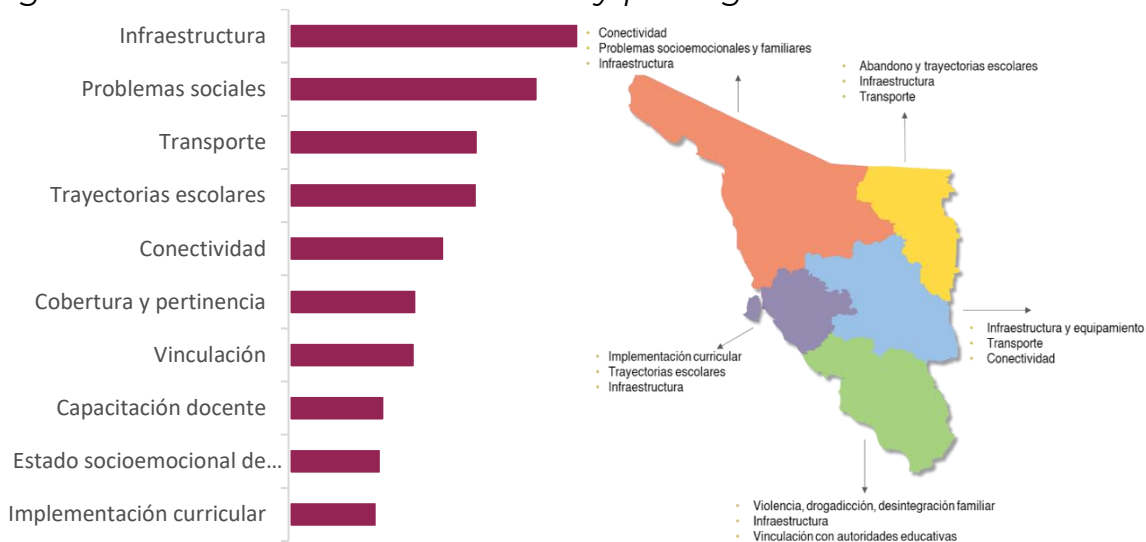 Infraestructura
Problemas sociales
Transporte
Trayectorias escolares
Conectividad
Cobertura y pertinencia
Vinculación
Capacitación docente
Estado socioemocional de...
Implementación curricular
• Conectividad
• Problemas socioemocionales y familiares
• Infraestructura
• Abandono y trayectorias escolares
• Infraestructura
• Transporte
• Infraestructura y equipamiento
• Transporte
• Conectividad
• Implementación curricular
• Trayectorias escolares
• Infraestructura
• Violencia, drogadicción, desintegración familiar
• Infraestructura
• Vinculación con autoridades educativas